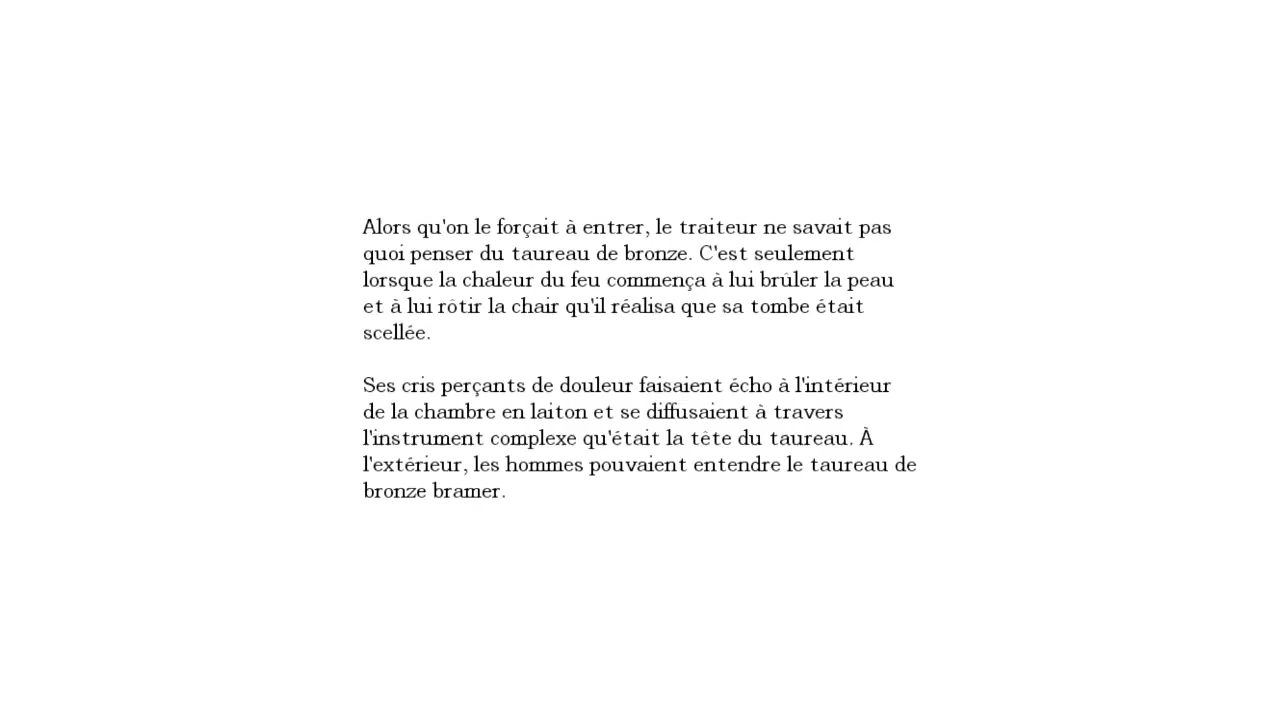 Alors qu'on le forçait à entrer, le traiteur ne savait pas
quoi penser du taureau de bronze. C'est seulement
lorsque la chaleur du feu commença à lui brûler la peau
et à lui rôtir la chair qu'il réalisa que sa tombe était
scellée.

Ses cris perçants de douleur faisaient écho à l'intérieur
de la chambre en laiton et se diffusaient à travers
l'instrument complexe qu'était la tête du taureau. À
l'extérieur, les hommes pouvaient entendre le taureau de
bronze bramer.